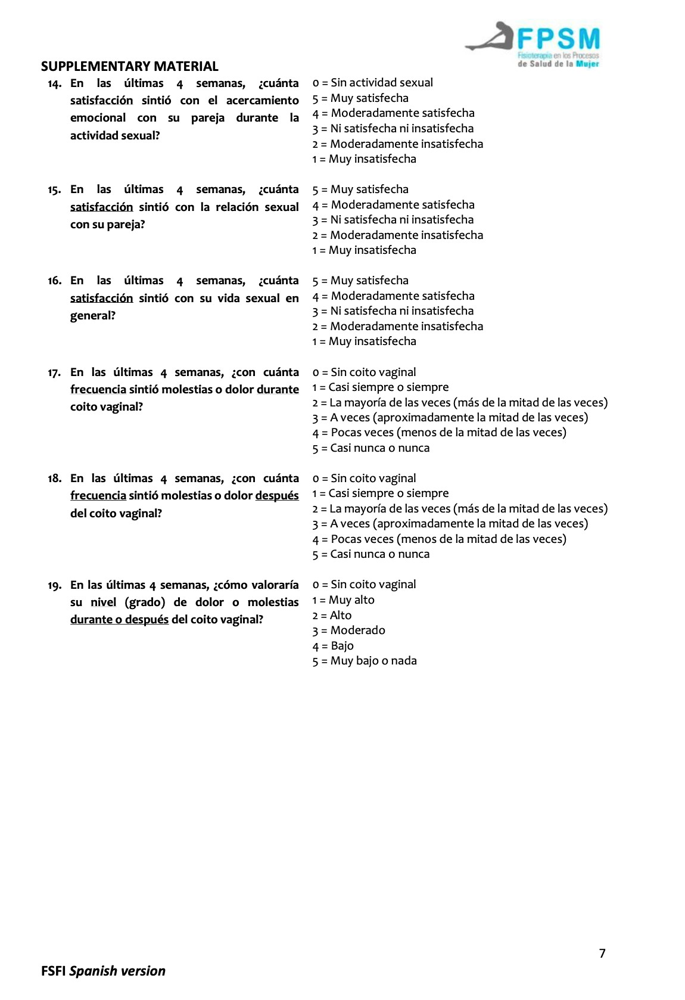 FPSM
Fisioterapia en los Procesos
de Salud de la Mujer
SUPPLEMENTARY MATERIAL
14. En las últimas 4 semanas, ¿cuánta
satisfacción sintió con el acercamiento
emocional con su pareja durante la
actividad sexual?
0 = Sin actividad sexual
5 = Muy satisfecha
4 = Moderadamente satisfecha
3 = Ni satisfecha ni insatisfecha
2 = Moderadamente insatisfecha
1 = Muy insatisfecha
15. En las últimas 4 semanas, ¿cuánta
satisfacción sintió con la relación sexual
con su pareja?
5 = Muy satisfecha
4 = Moderadamente satisfecha
3 = Ni satisfecha ni insatisfecha
2 = Moderadamente insatisfecha
1 = Muy insatisfecha
16. En las últimas 4 semanas, ¿cuánta
satisfacción sintió con su vida sexual en
general?
5 = Muy satisfecha
4 = Moderadamente satisfecha
3 = Ni satisfecha ni insatisfecha
2 = Moderadamente insatisfecha
1 = Muy insatisfecha
17. En las últimas 4 semanas, ¿con cuánta
frecuencia sintió molestias o dolor durante
coito vaginal?
0 = Sin coito vaginal
1 = Casi siempre o siempre
2 = La mayoría de las veces (más de la mitad de las veces)
3 = A veces (aproximadamente la mitad de las veces)
4 = Pocas veces (menos de la mitad de las veces)
5 = Casi nunca o nunca
18. En las últimas 4 semanas, ¿con cuánta
frecuencia sintió molestias o dolor después
del coito vaginal?
0 = Sin coito vaginal
1 = Casi siempre o siempre
2 = La mayoría de las veces (más de la mitad de las veces)
3 = A veces (aproximadamente la mitad de las veces)
4 = Pocas veces (menos de la mitad de las veces)
5 = Casi nunca o nunca
19. En las últimas 4 semanas, ¿cómo valoraría
su nivel (grado) de dolor o molestias
durante o después del coito vaginal?
0 = Sin coito vaginal
1 = Muy alto
2 = Alto
3 = Moderado
4 = Bajo
5 = Muy bajo o nada
7
FSFI Spanish version